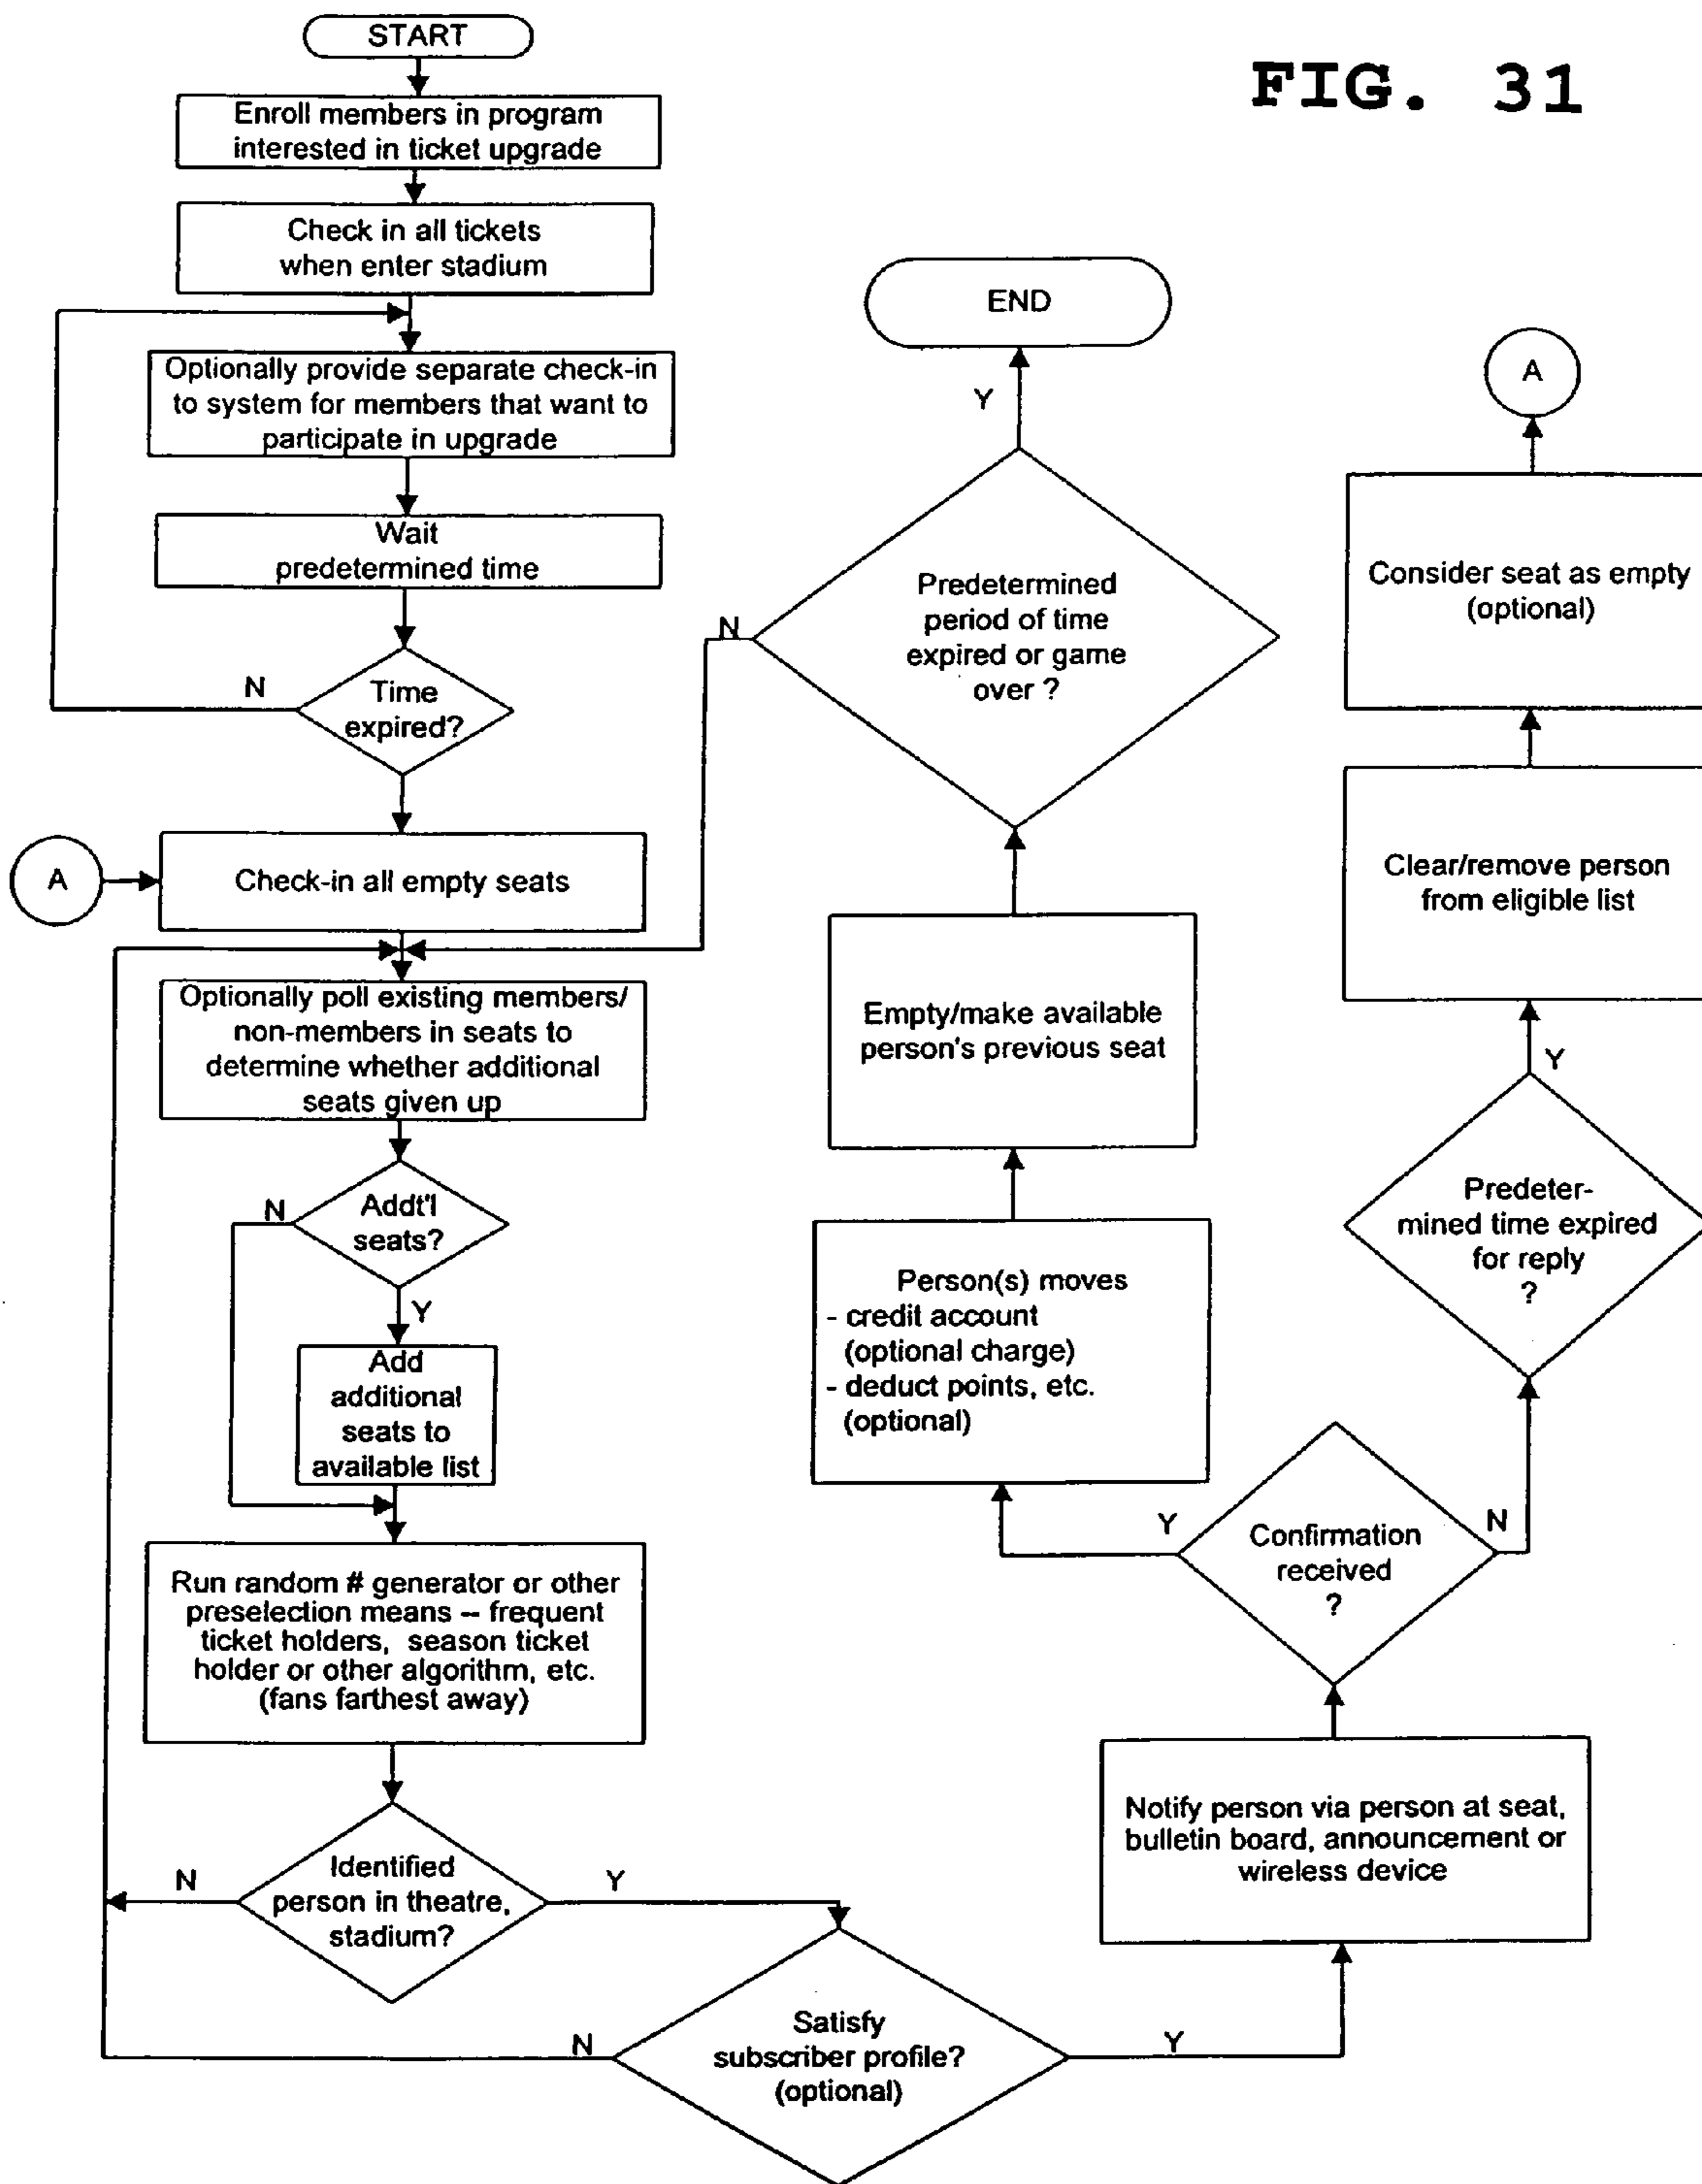 FIG. 31
START
Enroll members in program
interested in ticket upgrade
Check in all tickets
when enter stadium
Optionally provide separate check-in
to system for members that want to
participate in upgrade
Wait
predetermined time
Time
expired?
N
A
Check-in all empty seats
Optionally poll existing members/
non-members in seats to
determine whether additional
seats given up
Addt'l
seats?
N
Y
Add
additional
seats to
available list
Run random # generator or other
preselection means -- frequent
ticket holders, season ticket
holder or other algorithm, etc.
(fans farthest away)
Identified
person in theatre,
stadium?
N
Y
Satisfy
subscriber profile?
(optional)
N
Y
Notify person via person at seat,
bulletin board, announcement or
wireless device
Confirmation
received
?
Y
N
Person(s) moves
- credit account
(optional charge)
- deduct points, etc.
(optional)
Empty/make available
person's previous seat
Predetermined
period of time
expired or game
over ?
N
Y
END
Predeter-
mined time expired
for reply
?
Y
Clear/remove person
from eligible list
Consider seat as empty
(optional)
A